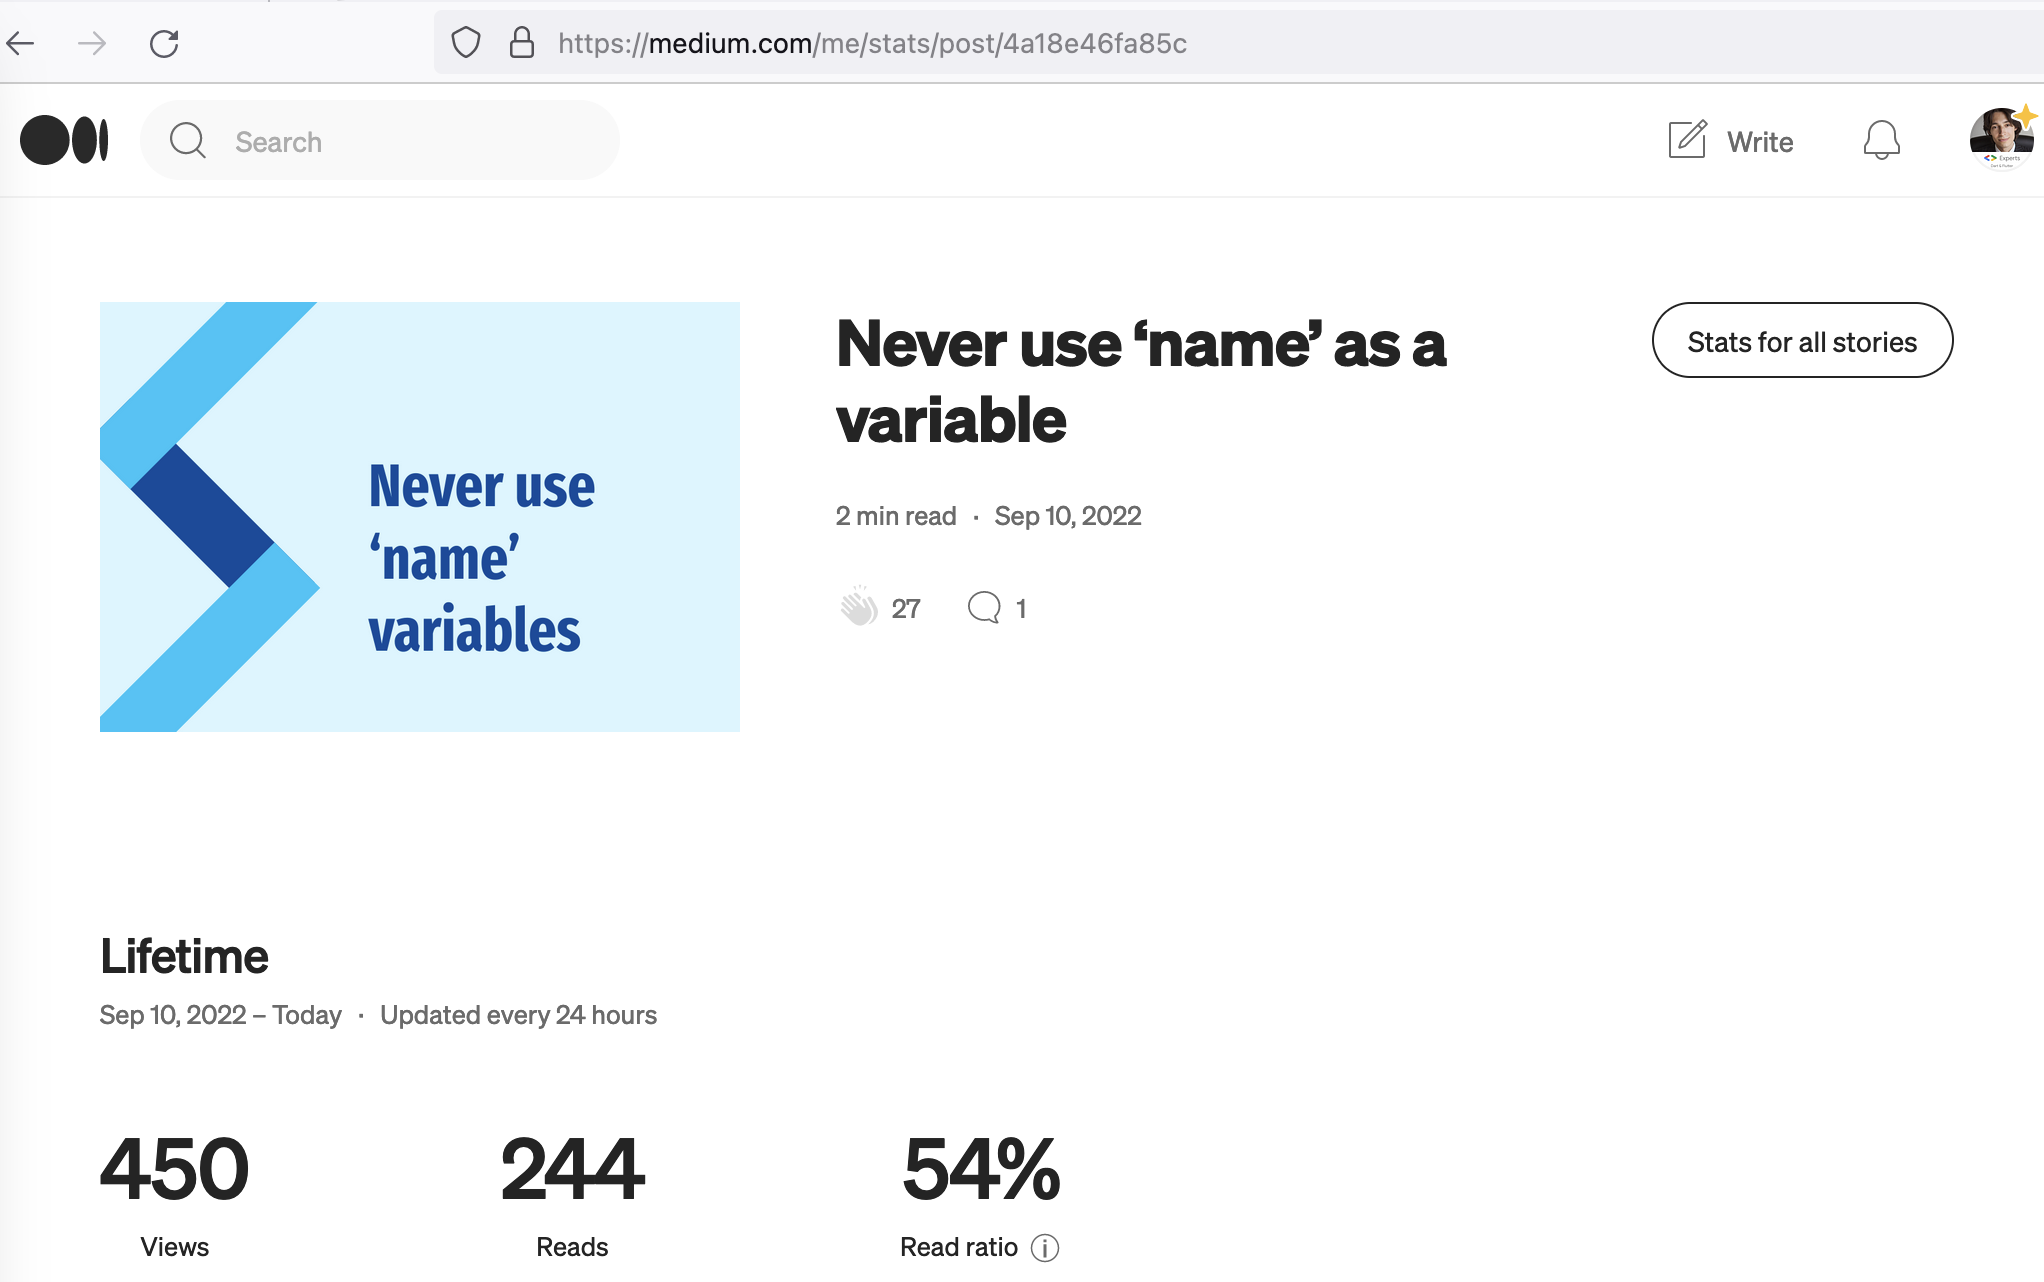 https://medium.com/me/stats/post/4a18e46fa85c
Search
Write
Experts
Never use
‘name’
variables
Never use ‘name’ as a
variable
Stats for all stories
2 min read · Sep 10, 2022
27
1
Lifetime
Sep 10, 2022 – Today · Updated every 24 hours
450
244
54%
Views
Reads
Read ratio